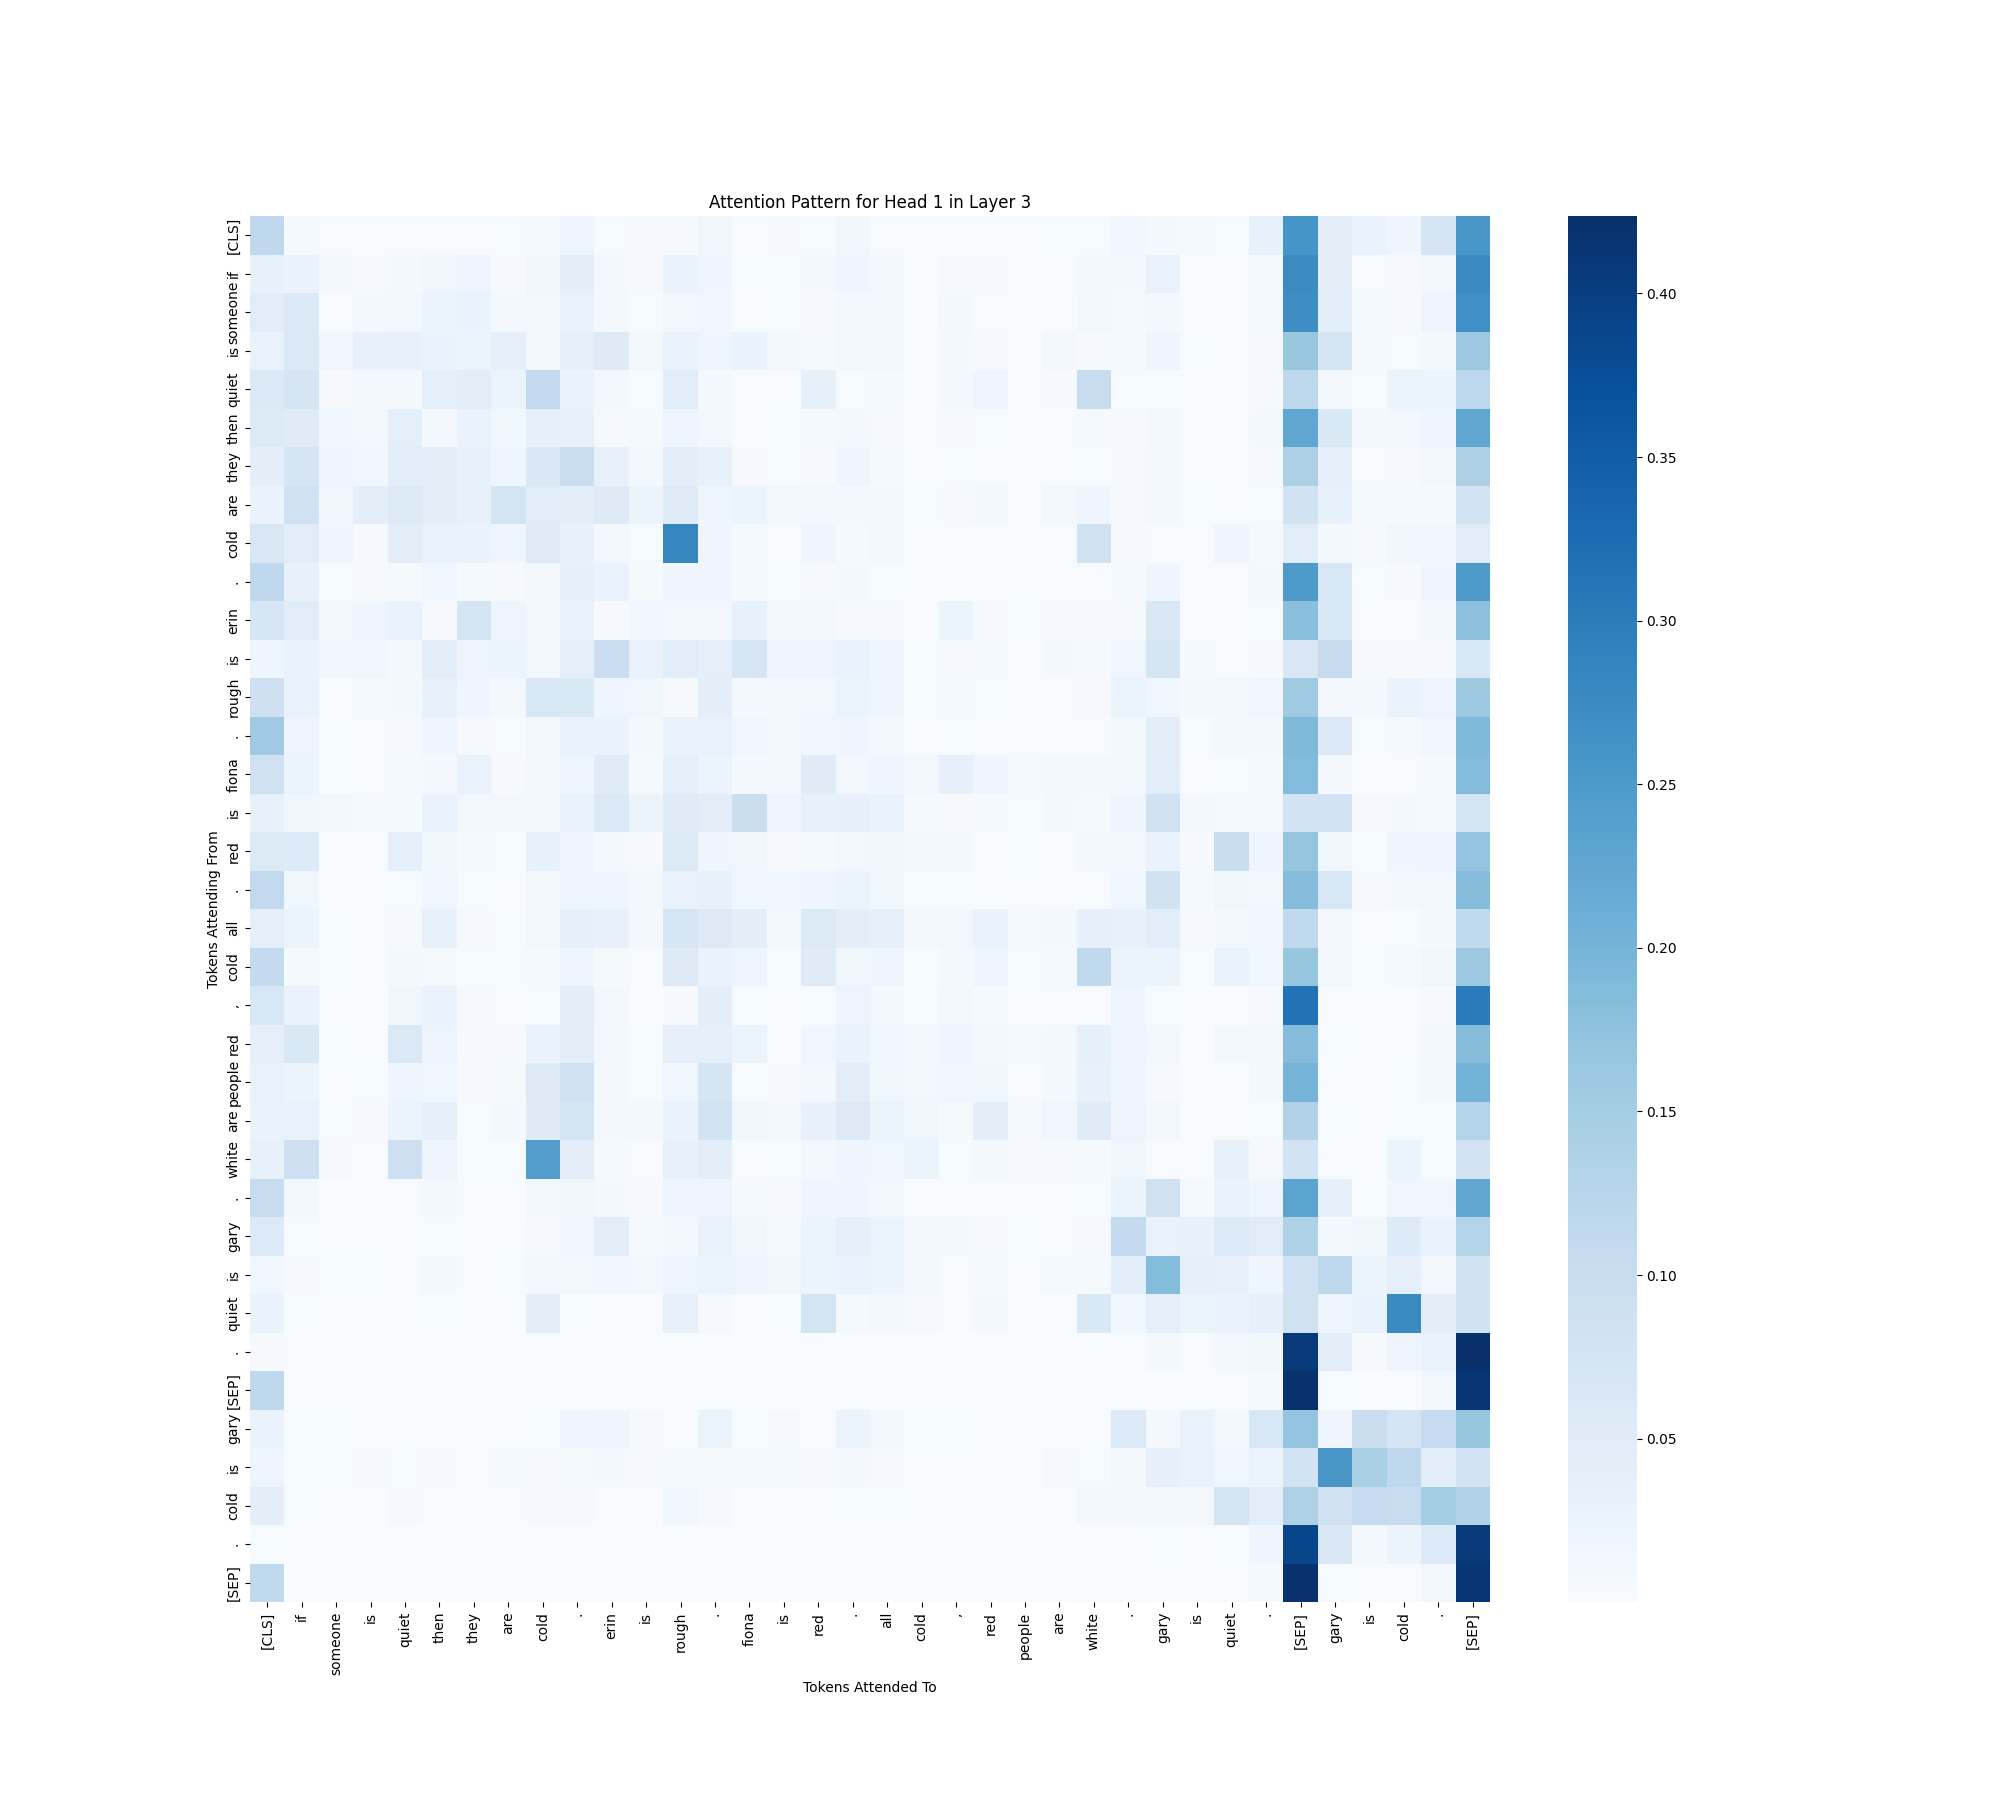 Attention Pattern for Head 1 in Layer 3
Tokens Attending From
[CLS]
if
someone
is
quiet
then
they
are
cold
.
erin
is
rough
.
fiona
is
red
.
all
cold
,
red
people
are
white
.
gary
is
quiet
.
[SEP]
gary
is
cold
.
[SEP]
[CLS] if someone is quiet then they are cold . erin is rough . fiona is red . all cold , red people are white . gary is quiet . [SEP] gary is cold . [SEP]
Tokens Attended To
0.40
0.35
0.30
0.25
0.20
0.15
0.10
0.05